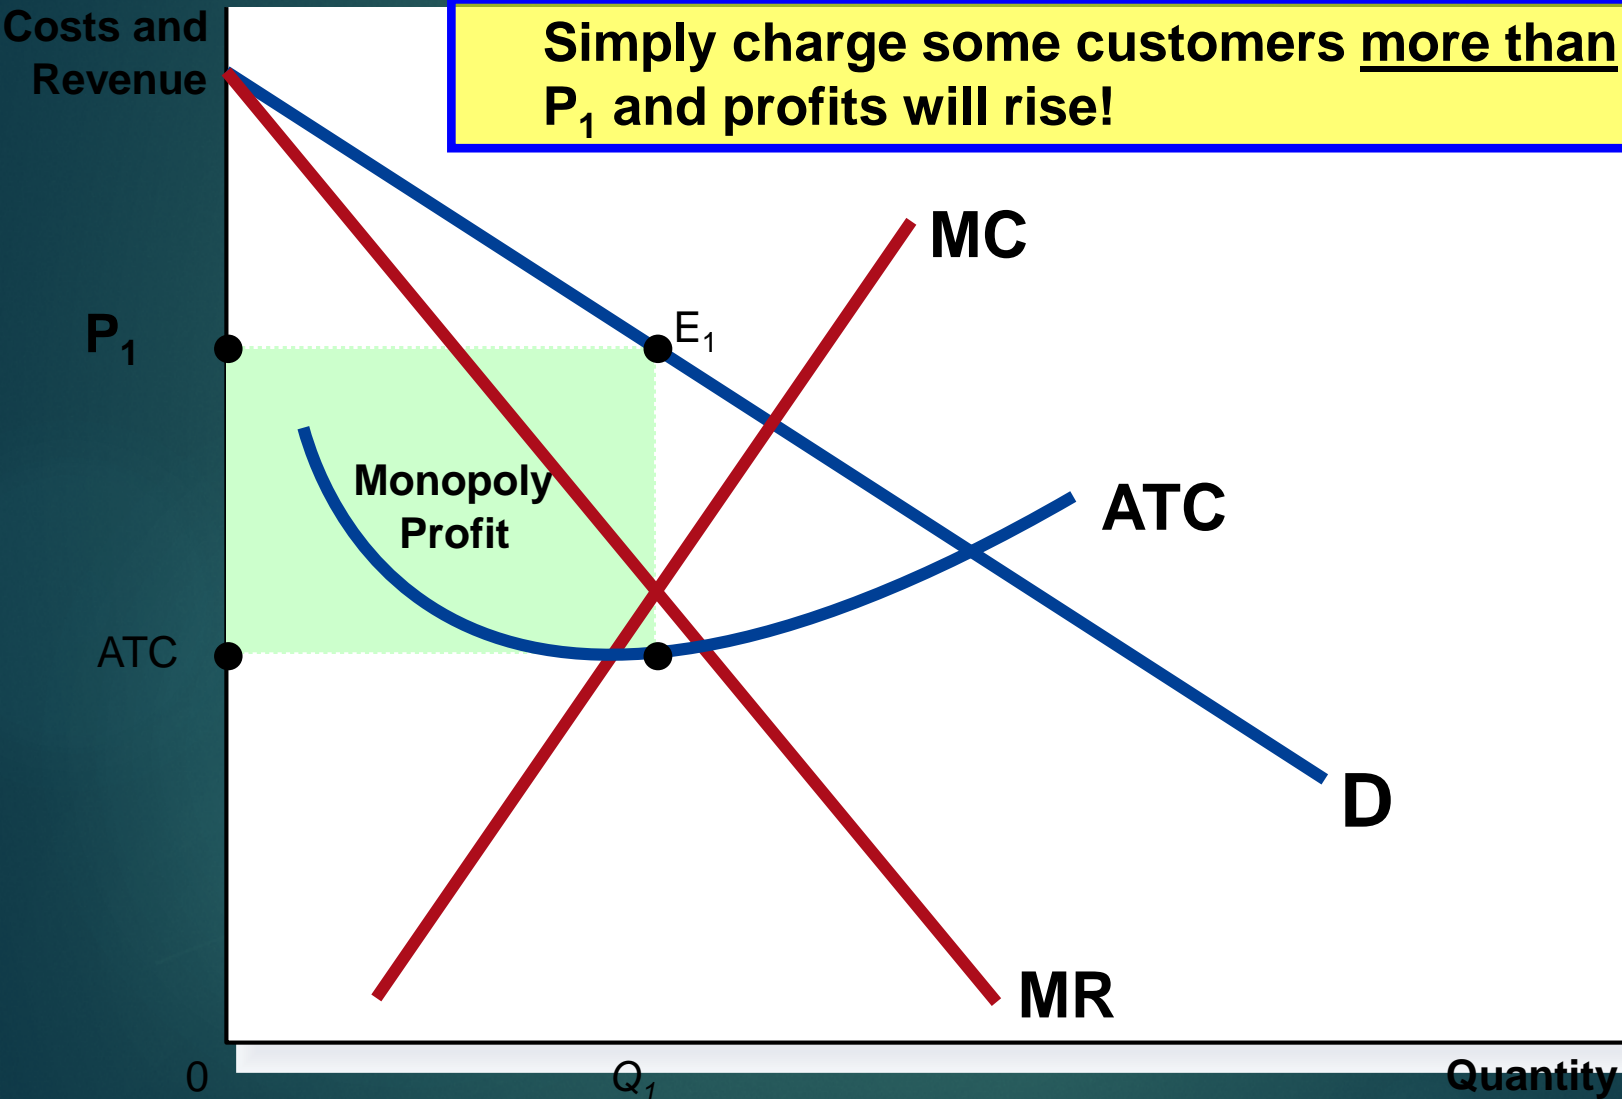 Costs and
Revenue
Simply charge some customers more than
P₁ and profits will rise!
MC
P₁
E₁
Monopoly
Profit
ATC
ATC
D
MR
0
Q₁
Quantity